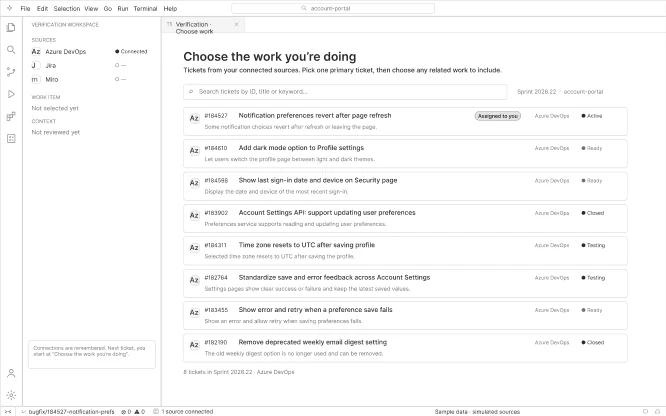 File Edit Selection View Go Run Terminal Help
account-portal
VERIFICATION WORKSPACE
SOURCES
Az Azure DevOps Connected
J Jira —
m Miro —
WORK ITEM
Not selected yet
CONTEXT
Not reviewed yet
Connections are remembered. Next ticket, you
start at "Choose the work you're doing".
TS Verification ·
Choose work
Choose the work you're doing
Tickets from your connected sources. Pick one primary ticket, then choose any related work to include.
Search tickets by ID, title or keyword...
Sprint 2026.22 · account-portal
Az #184527 Notification preferences revert after page refresh Assigned to you Azure DevOps Active
Some notification choices revert after refresh or leaving the page.
Az #184610 Add dark mode option to Profile settings Azure DevOps Ready
Let users switch the profile page between light and dark themes.
Az #184598 Show last sign-in date and device on Security page Azure DevOps Ready
Display the date and device of the most recent sign-in.
Az #183902 Account Settings API: support updating user preferences Azure DevOps Closed
Preferences service supports reading and updating user preferences.
Az #184311 Time zone resets to UTC after saving profile Azure DevOps Testing
Selected time zone resets to UTC after saving the profile.
Az #182764 Standardize save and error feedback across Account Settings Azure DevOps Testing
Settings pages show clear success or failure and keep the latest saved values.
Az #183455 Show error and retry when a preference save fails Azure DevOps Ready
Show an error and allow retry when saving preferences fails.
Az #182190 Remove deprecated weekly email digest setting Azure DevOps Closed
The old weekly digest option is no longer used and can be removed.
8 tickets in Sprint 2026.22 · Azure DevOps
bugfix/184527-notification-prefs 0 0 1 source connected Sample data · simulated sources